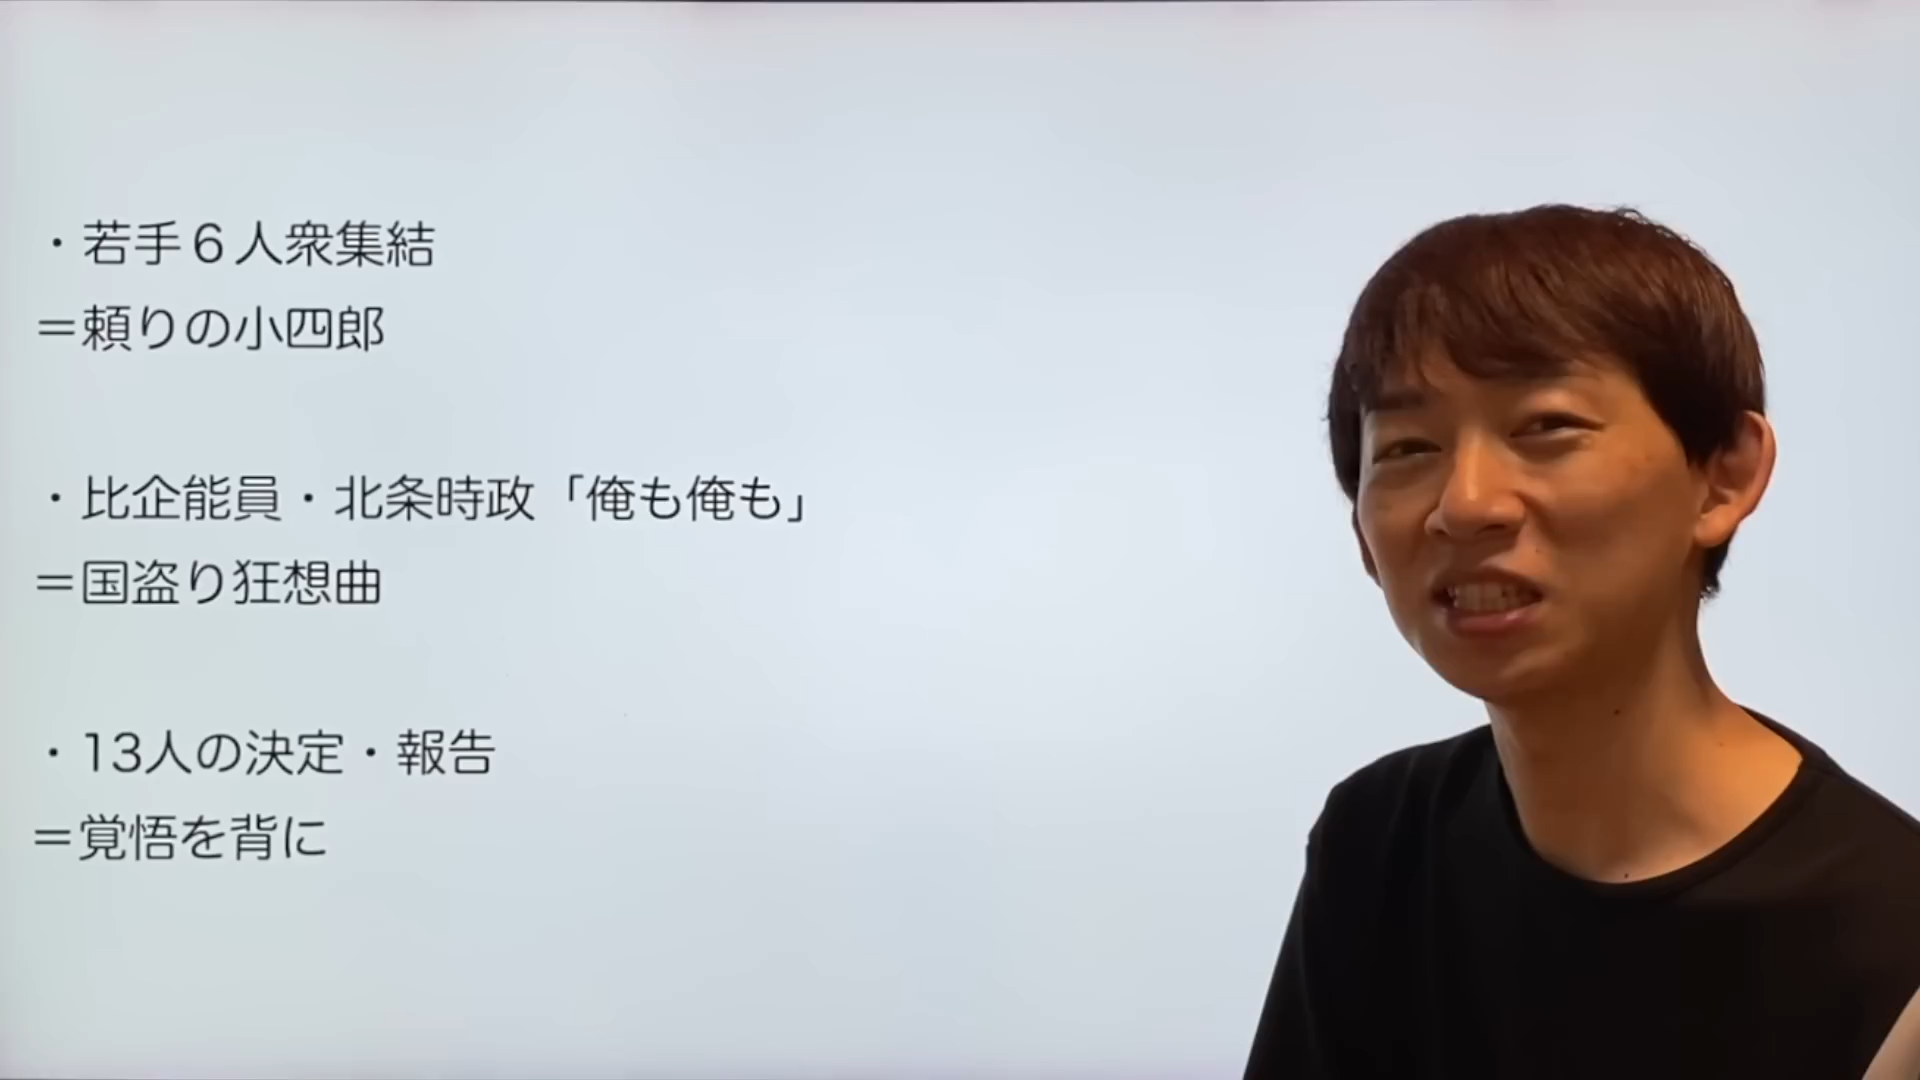 ・若手６人衆集結
＝頼りの小四郎
・比企能員・北条時政「俺も俺も」
＝国盗り狂想曲
・13人の決定・報告
＝覚悟を背に